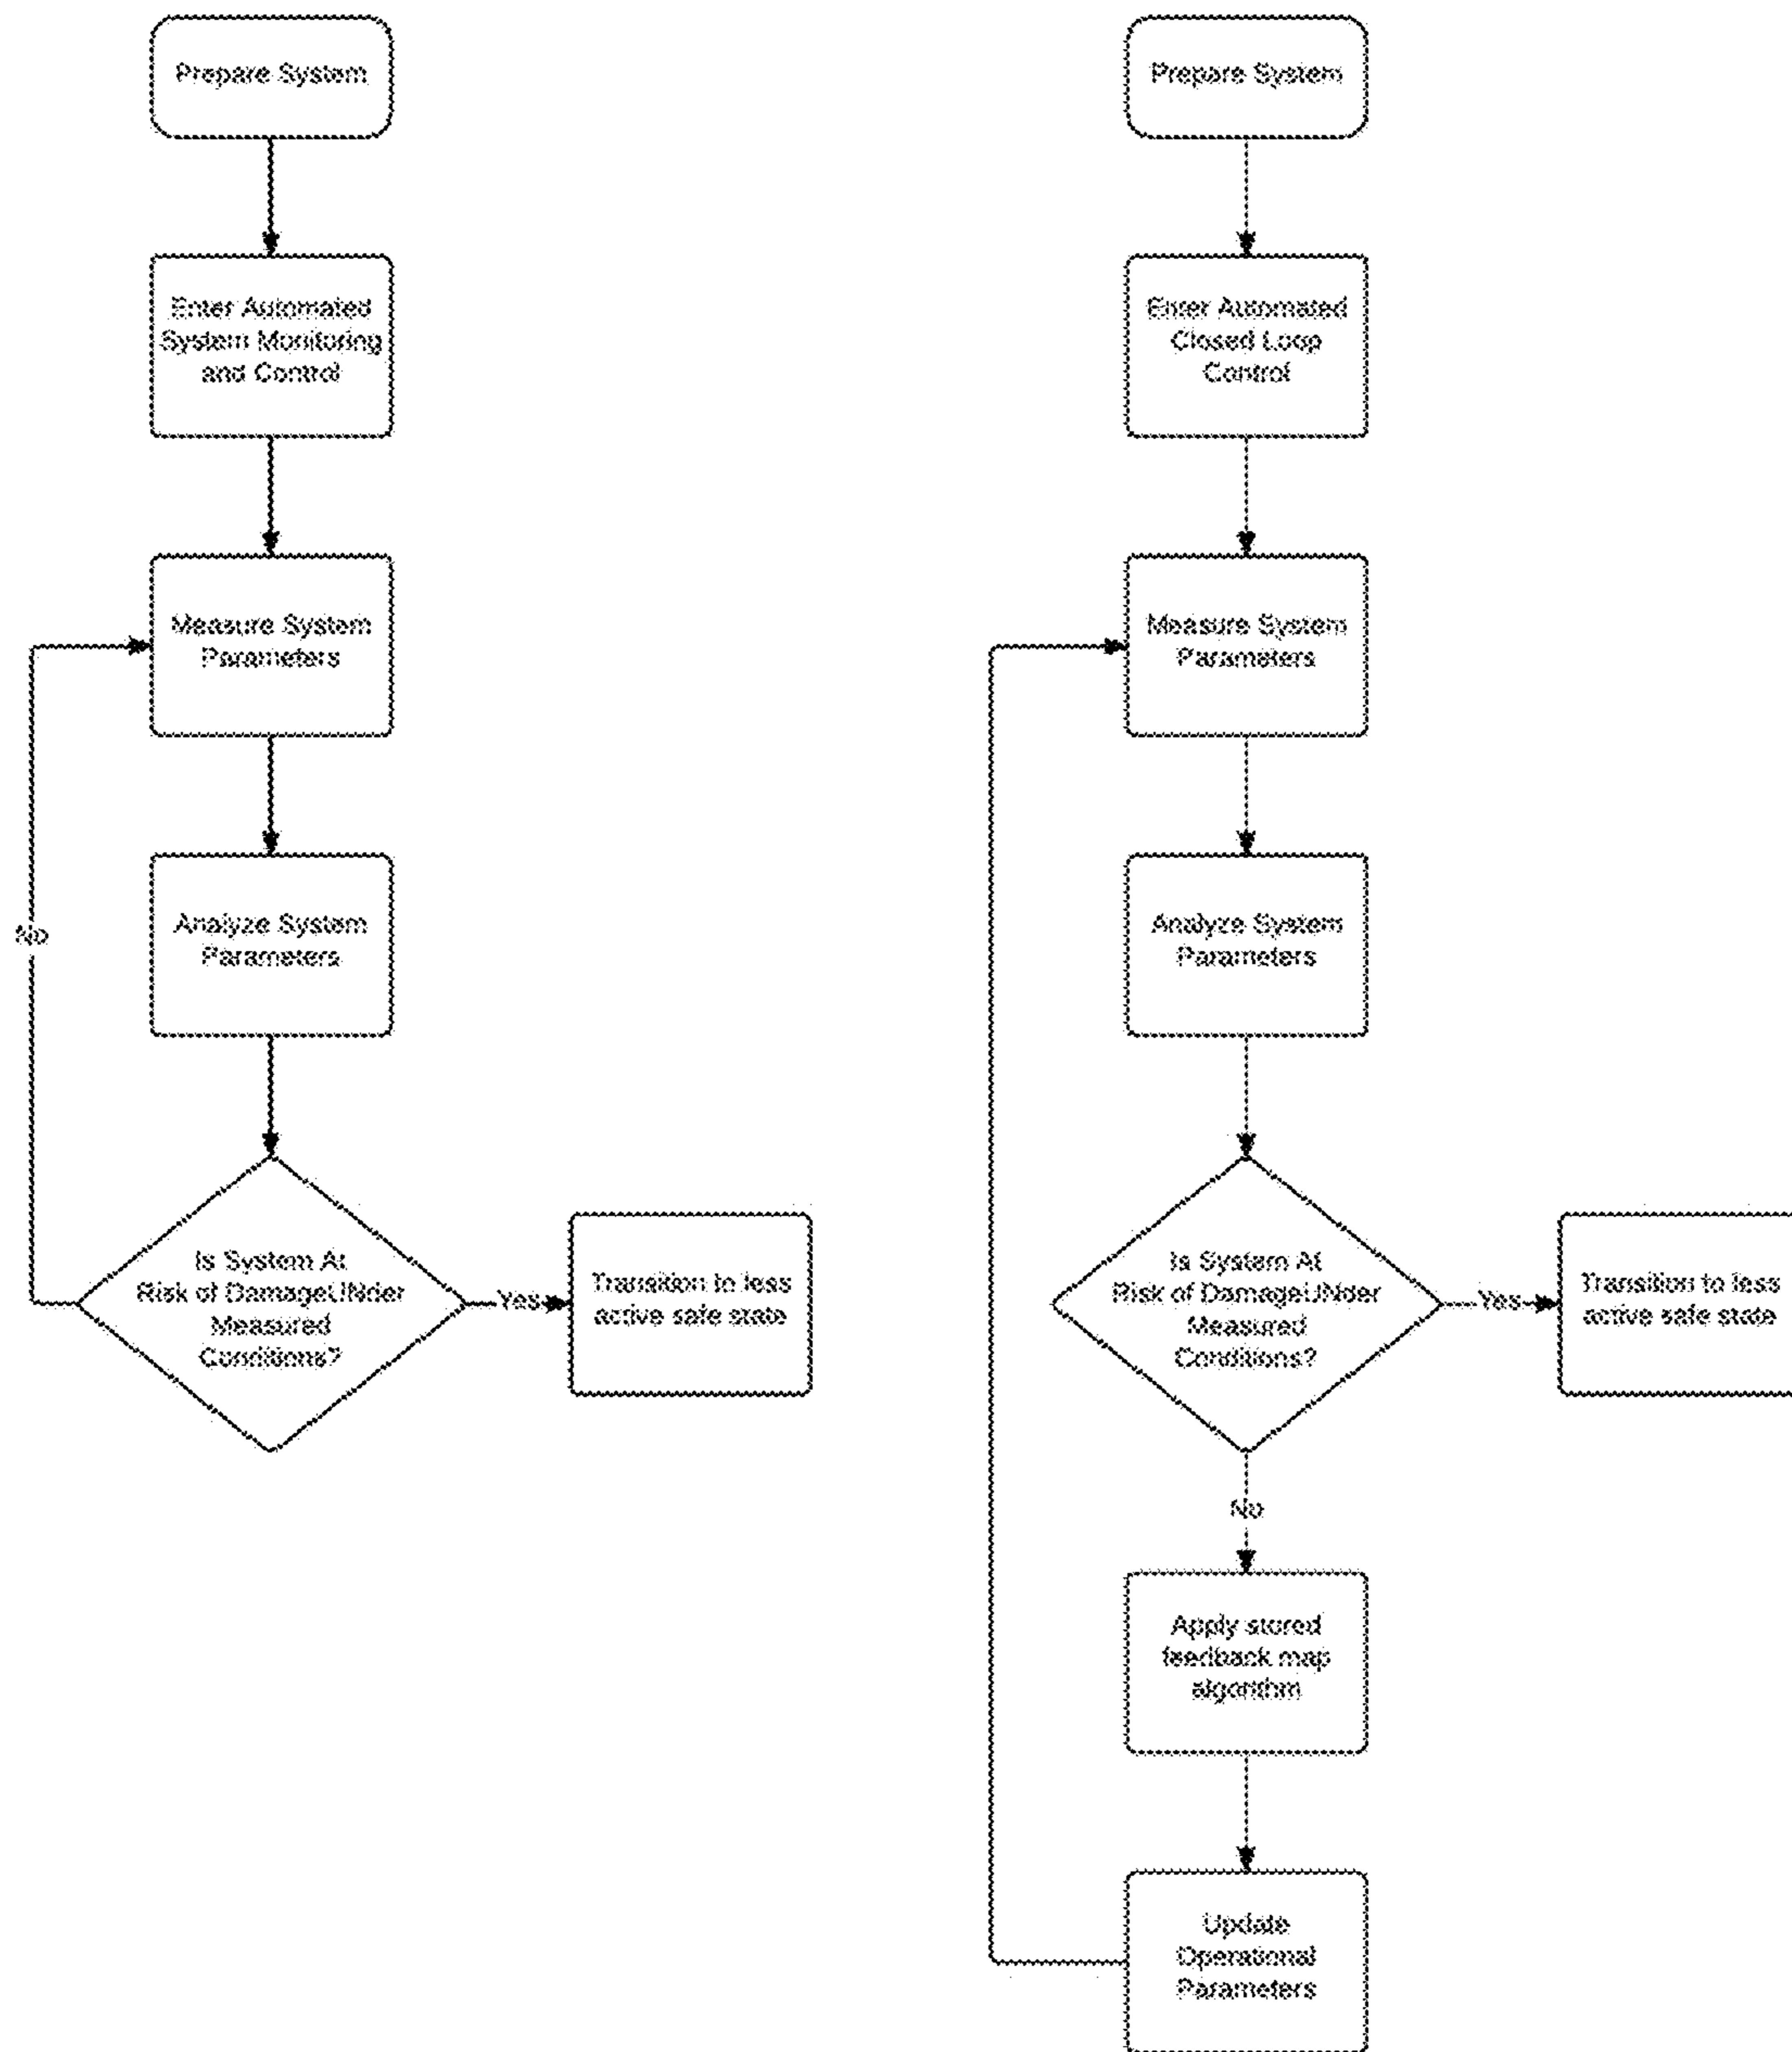 Prepare System
Enter Automated
System Monitoring
and Control
Measure System
Parameters
Analyze System
Parameters
No
Is System At
Risk of DamageUNder
Measured
Conditions?
Yes
Transition to less
active safe state
Prepare System
Enter Automated
Closed Loop
Control
Measure System
Parameters
Analyze System
Parameters
Is System At
Risk of DamageUNder
Measured
Conditions?
Yes
Transition to less
active safe state
No
Apply stored
feedback map
algorithm
Update
Operational
Parameters